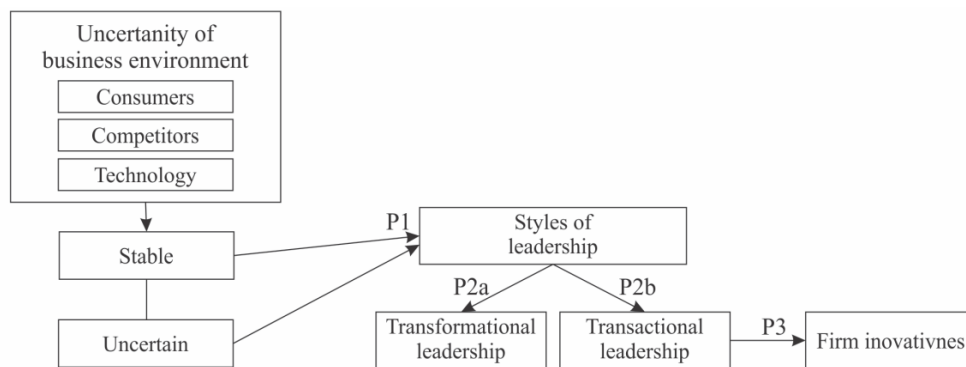 Uncertanity of
business environment
Consumers
Competitors
Technology
Stable
Uncertain
P1
Styles of
leadership
P2a
P2b
Transformational
leadership
Transactional
leadership
P3
Firm inovativnes